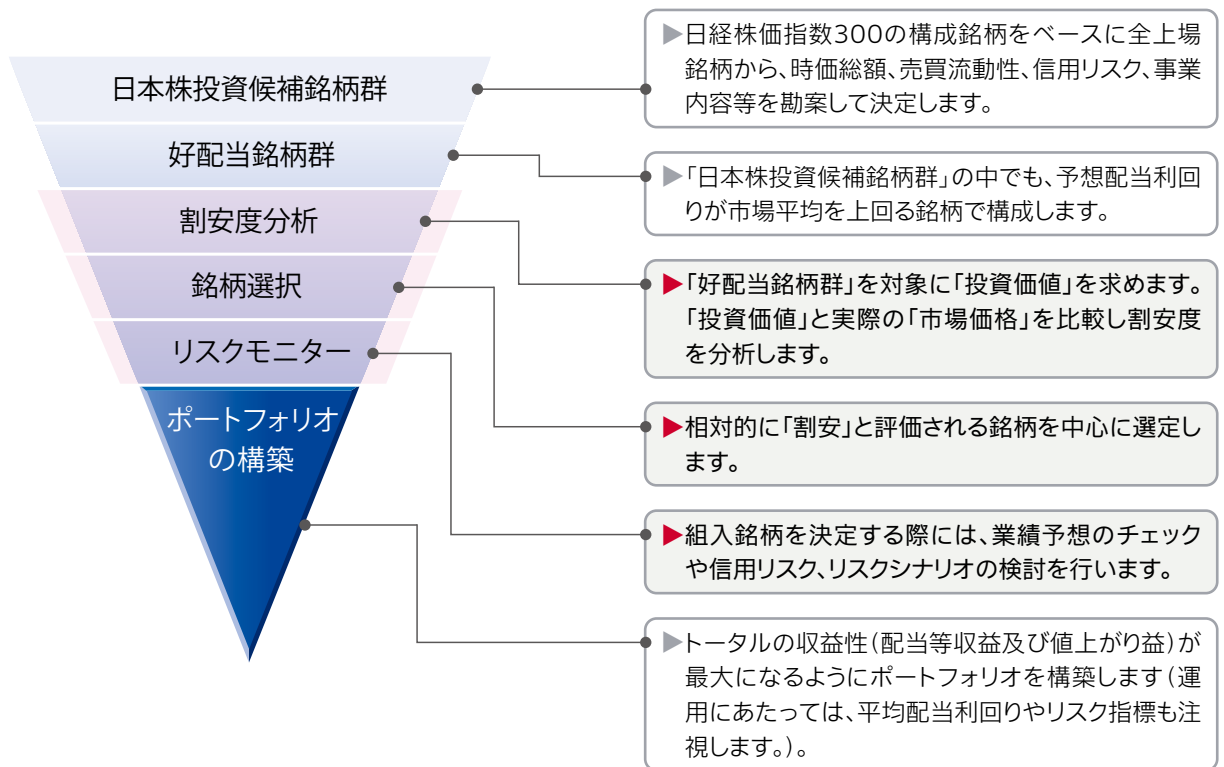 日本株投資候補銘柄群
▶日経株価指数300の構成銘柄をベースに全上場
銘柄から、時価総額、売買流動性、信用リスク、事業
内容等を勘案して決定します。
好配当銘柄群
▶「日本株投資候補銘柄群」の中でも、予想配当利回
りが市場平均を上回る銘柄で構成します。
割安度分析
▶「好配当銘柄群」を対象に「投資価値」を求めます。
「投資価値」と実際の「市場価格」を比較し割安度
を分析します。
銘柄選択
▶相対的に「割安」と評価される銘柄を中心に選定し
ます。
リスクモニター
▶組入銘柄を決定する際には、業績予想のチェック
や信用リスク、リスクシナリオの検討を行います。
ポートフォリオ
の構築
▶トータルの収益性(配当等収益及び値上がり益)が
最大になるようにポートフォリオを構築します(運
用にあたっては、平均配当利回りやリスク指標も注
視します。)。